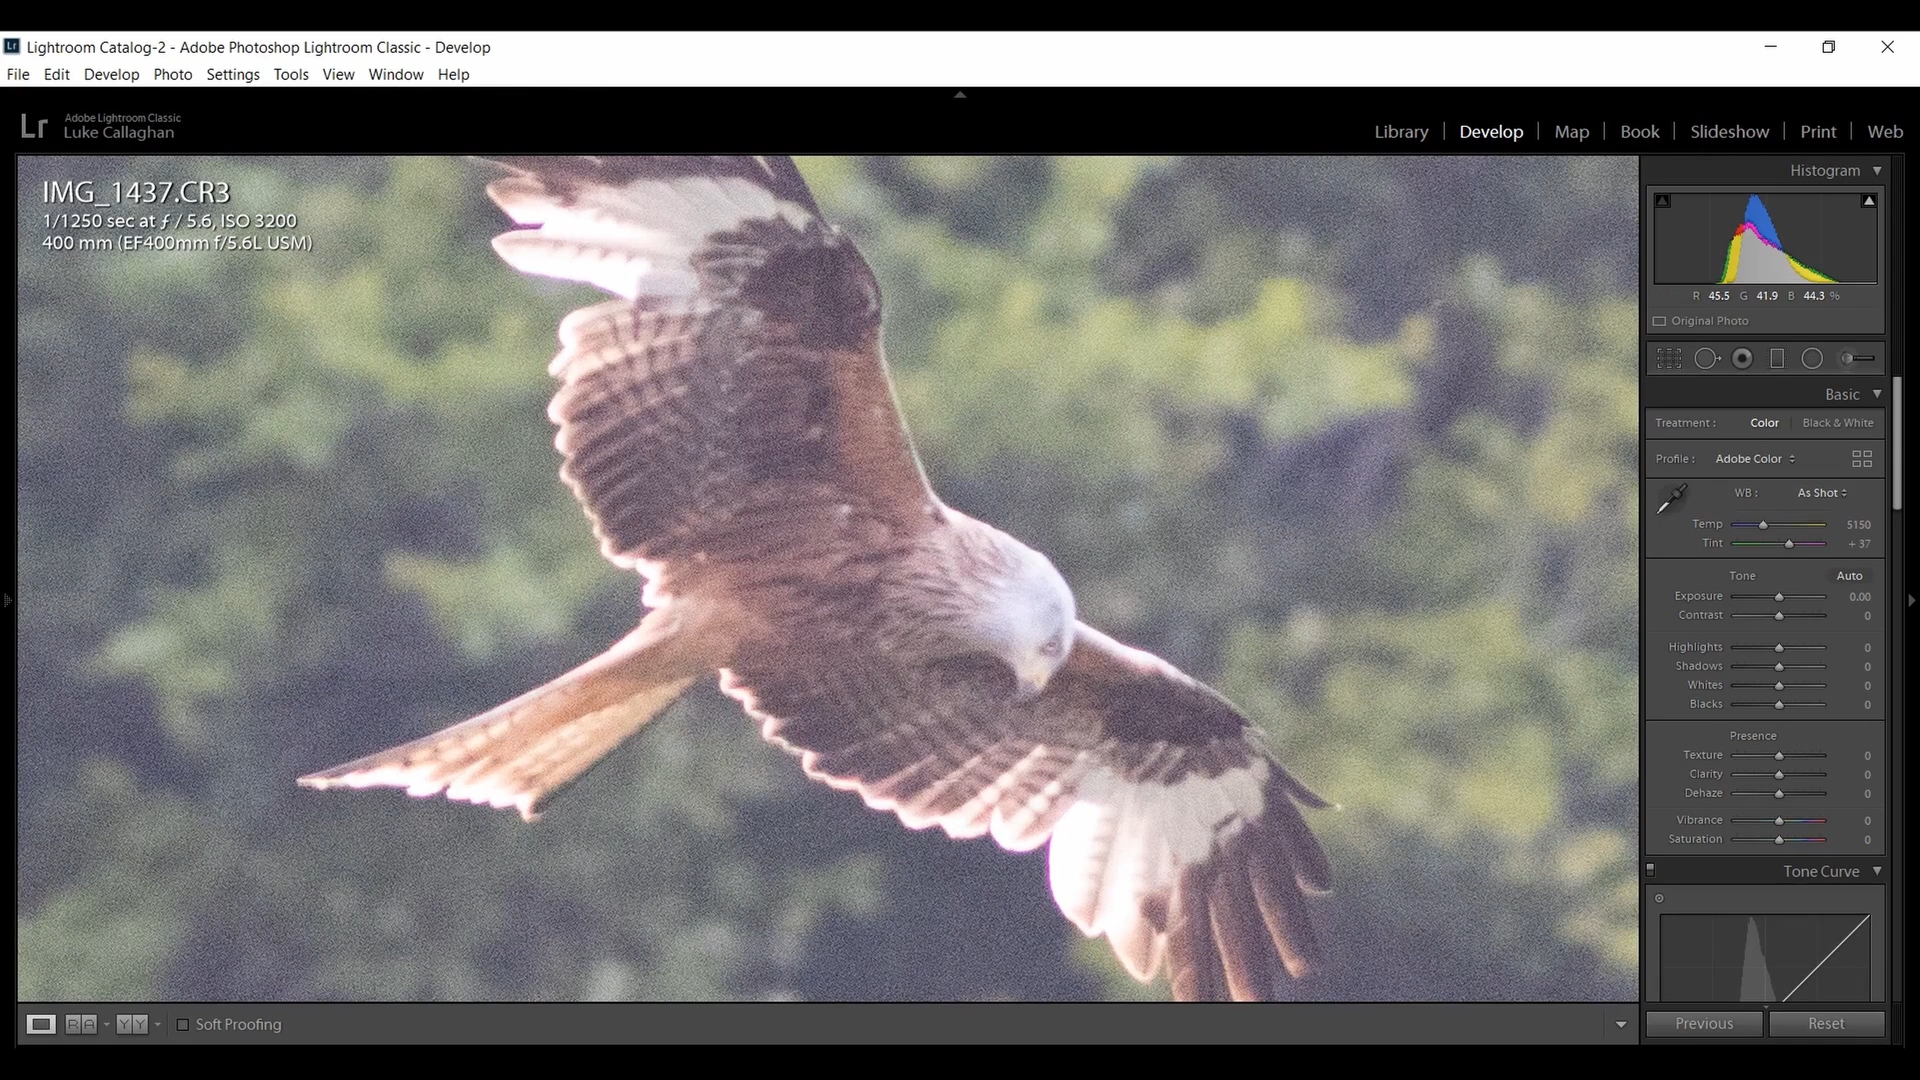 Lr Lightroom Catalog-2 - Adobe Photoshop Lightroom Classic - Develop
File Edit Develop Photo Settings Tools View Window Help
Lr Adobe Lightroom Classic
Luke Callaghan
Library | Develop | Map | Book | Slideshow | Print | Web
IMG_1437.CR3
1/1250 sec at ƒ / 5.6, ISO 3200
400 mm (EF400mm f/5.6L USM)
Histogram
R 45.5 G 41.9 B 44.3 %
Original Photo
Basic
Treatment : Color Black & White
Profile : Adobe Color
WB : As Shot
Temp 5150
Tint + 37
Tone Auto
Exposure 0.00
Contrast 0
Highlights 0
Shadows 0
Whites 0
Blacks 0
Presence
Texture 0
Clarity 0
Dehaze 0
Vibrance 0
Saturation 0
Tone Curve
R A Y Y Soft Proofing
Previous Reset